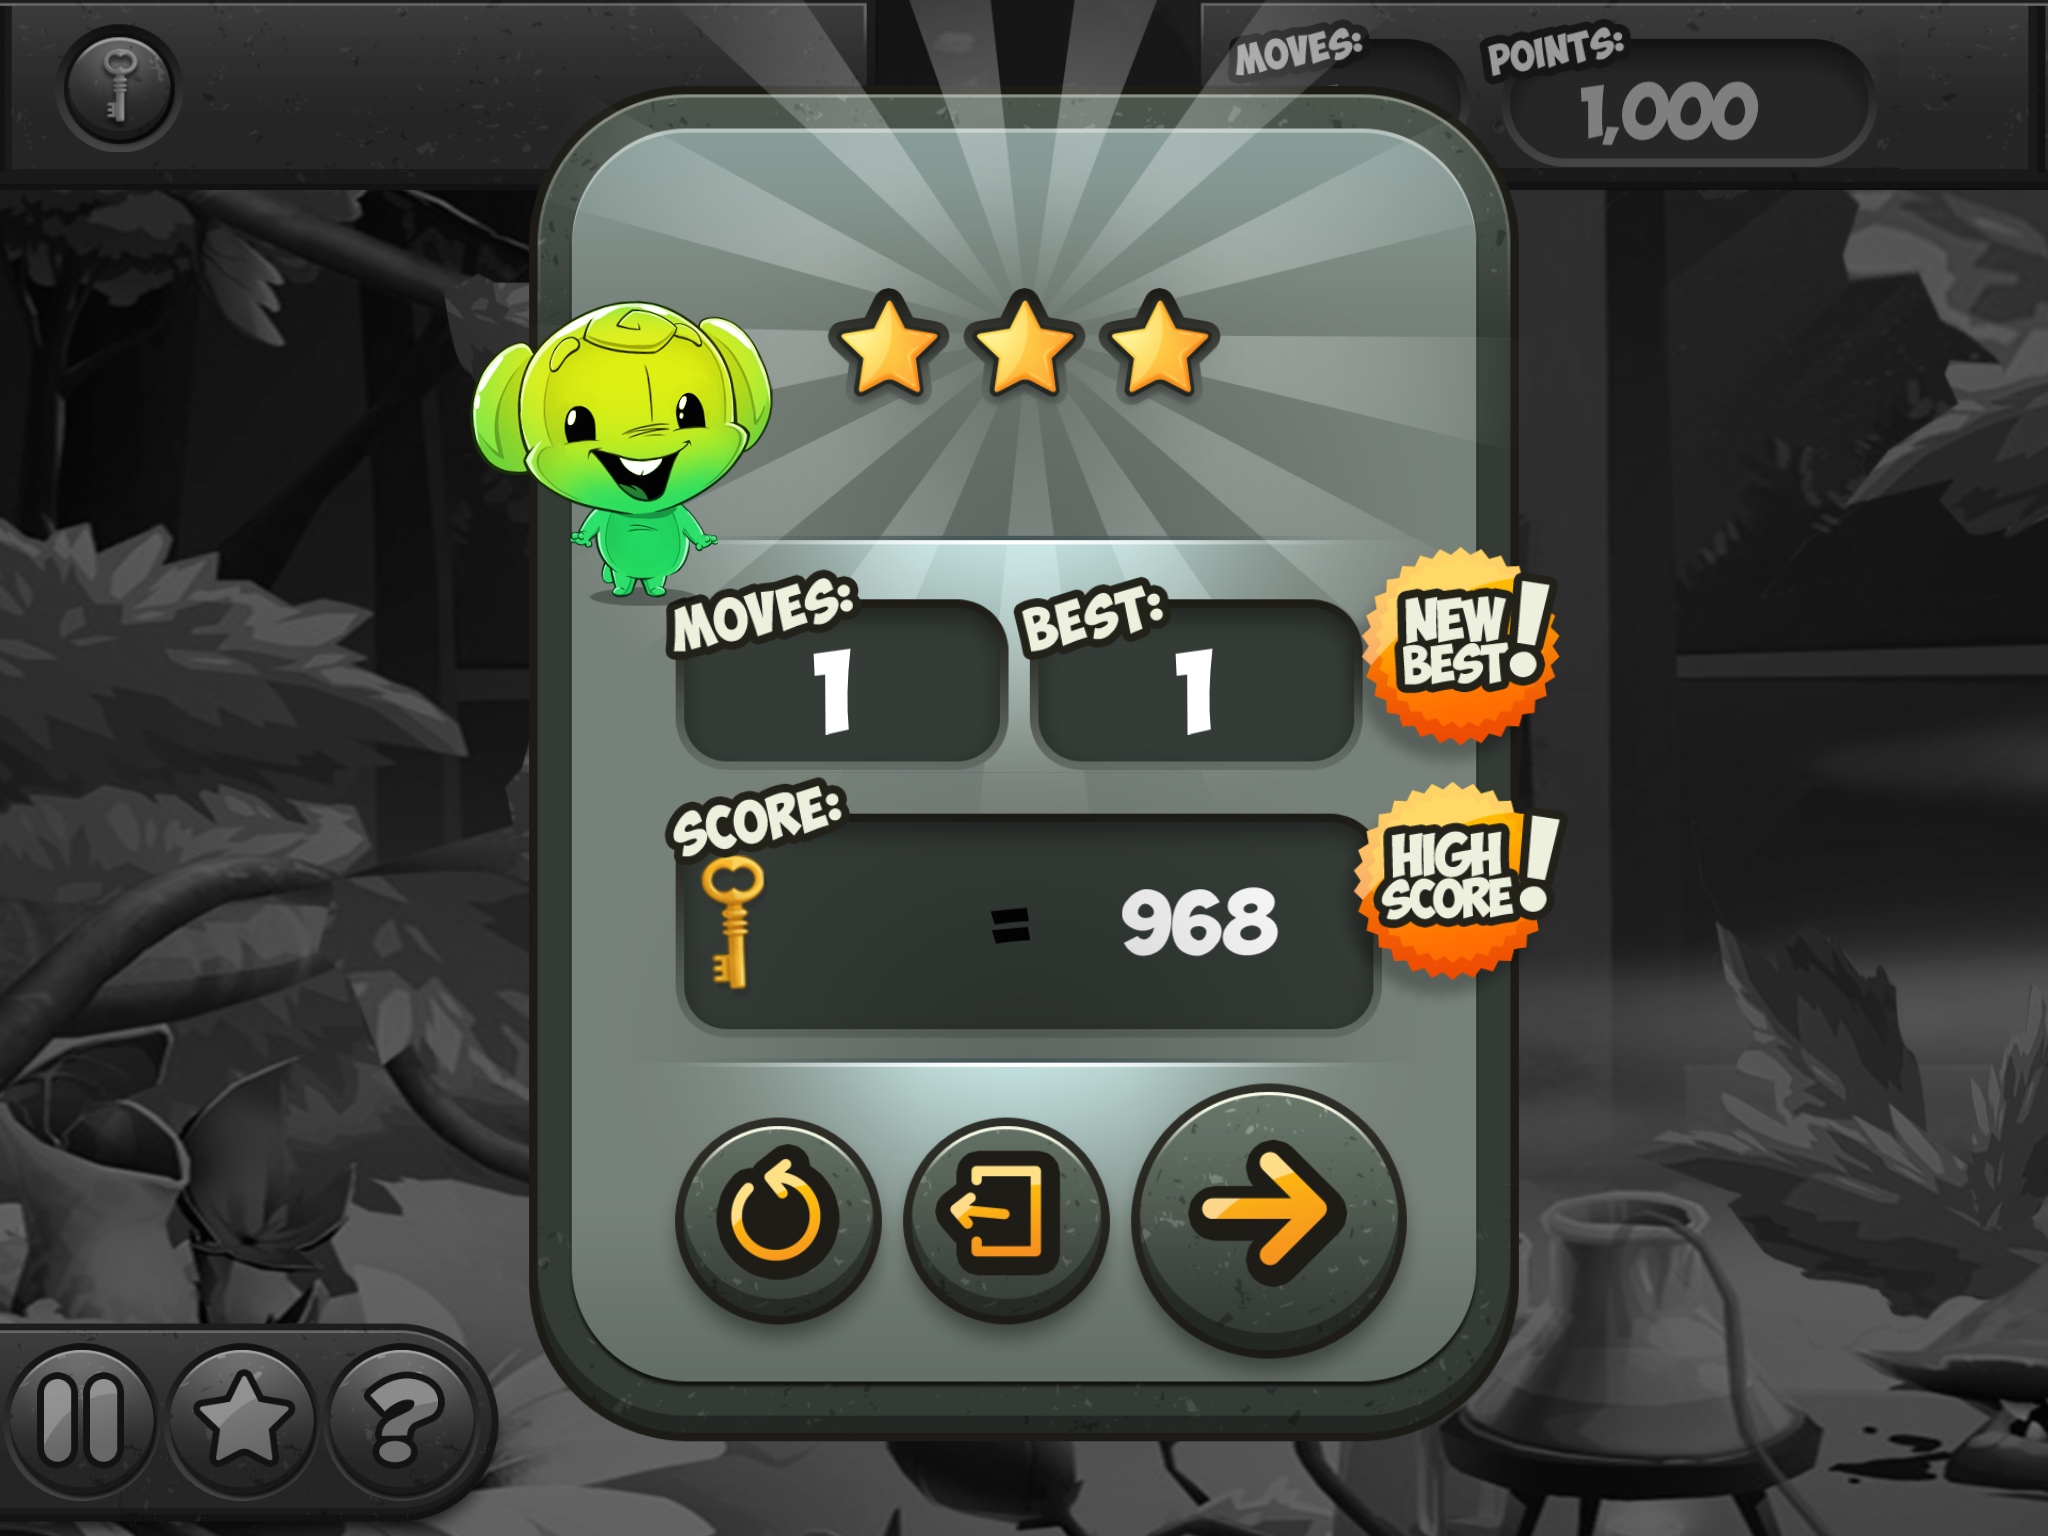 MOVES:
POINTS:
1,000
MOVES:
1
BEST:
1
NEW
BEST!
SCORE:
= 968
HIGH
SCORE!
?